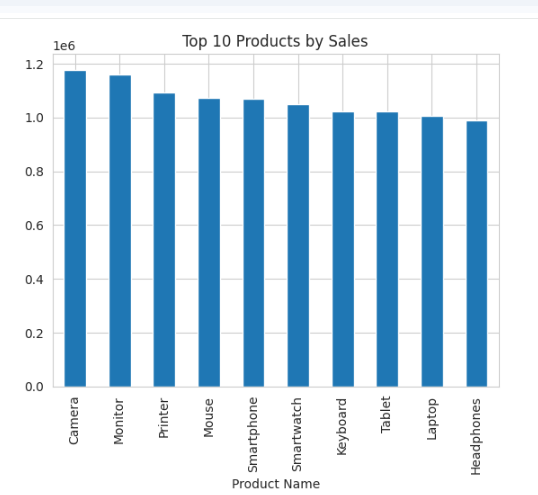 Top 10 Products by Sales
1e6
1.2
1.0
0.8
0.6
0.4
0.2
0.0
Camera
Monitor
Printer
Mouse
Smartphone
Smartwatch
Keyboard
Tablet
Laptop
Headphones
Product Name